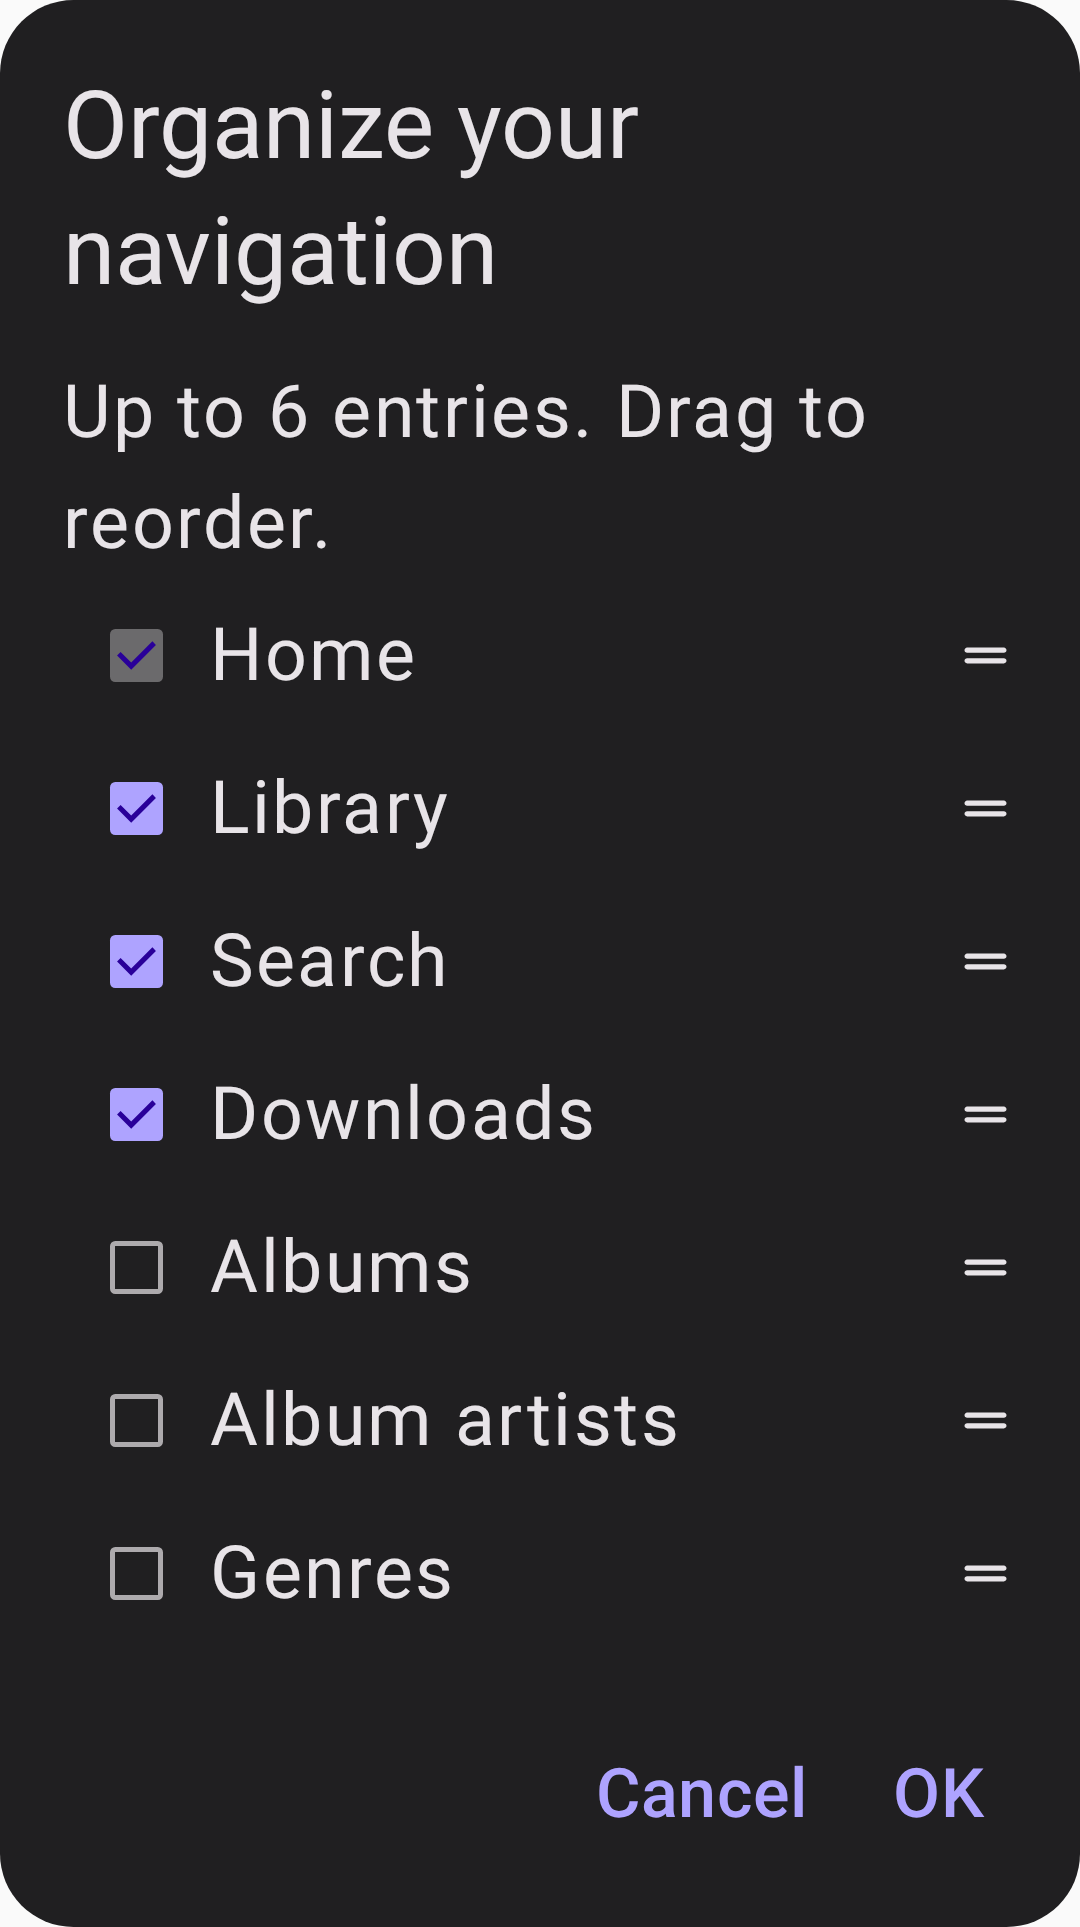 Organize your
navigation
Up to 6 entries. Drag to
reorder.
Home
Library
Search
Downloads
Albums
Album artists
Genres
Cancel OK